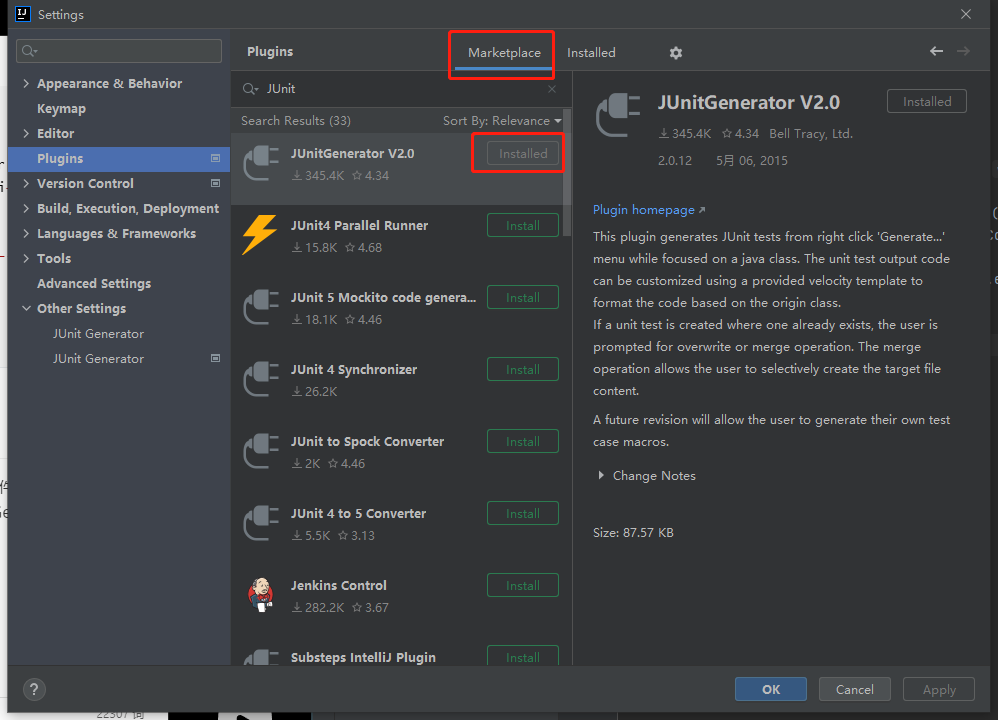 Settings
Appearance & Behavior
Keymap
Editor
Plugins
Version Control
Build, Execution, Deployment
Languages & Frameworks
Tools
Advanced Settings
Other Settings
JUnit Generator
JUnit Generator
Plugins
Marketplace
Installed
JUnit
Search Results (33)
Sort By: Relevance
JUnitGenerator V2.0
Installed
345.4K 4.34
JUnit4 Parallel Runner
Install
15.8K 4.68
JUnit 5 Mockito code genera...
Install
18.1K 4.46
JUnit 4 Synchronizer
Install
26.2K
JUnit to Spock Converter
Install
2K 4.46
JUnit 4 to 5 Converter
Install
5.5K 3.13
Jenkins Control
Install
282.2K 3.67
Substeps IntelliJ Plugin
Install
JUnitGenerator V2.0
Installed
345.4K 4.34 Bell Tracy, Ltd.
2.0.12 5月 06, 2015
Plugin homepage
This plugin generates JUnit tests from right click 'Generate...'
menu while focused on a java class. The unit test output code
can be customized using a provided velocity template to
format the code based on the origin class.
If a unit test is created where one already exists, the user is
prompted for overwrite or merge operation. The merge
operation allows the user to selectively create the target file
content.
A future revision will allow the user to generate their own test
case macros.
Change Notes
Size: 87.57 KB
?
OK
Cancel
Apply